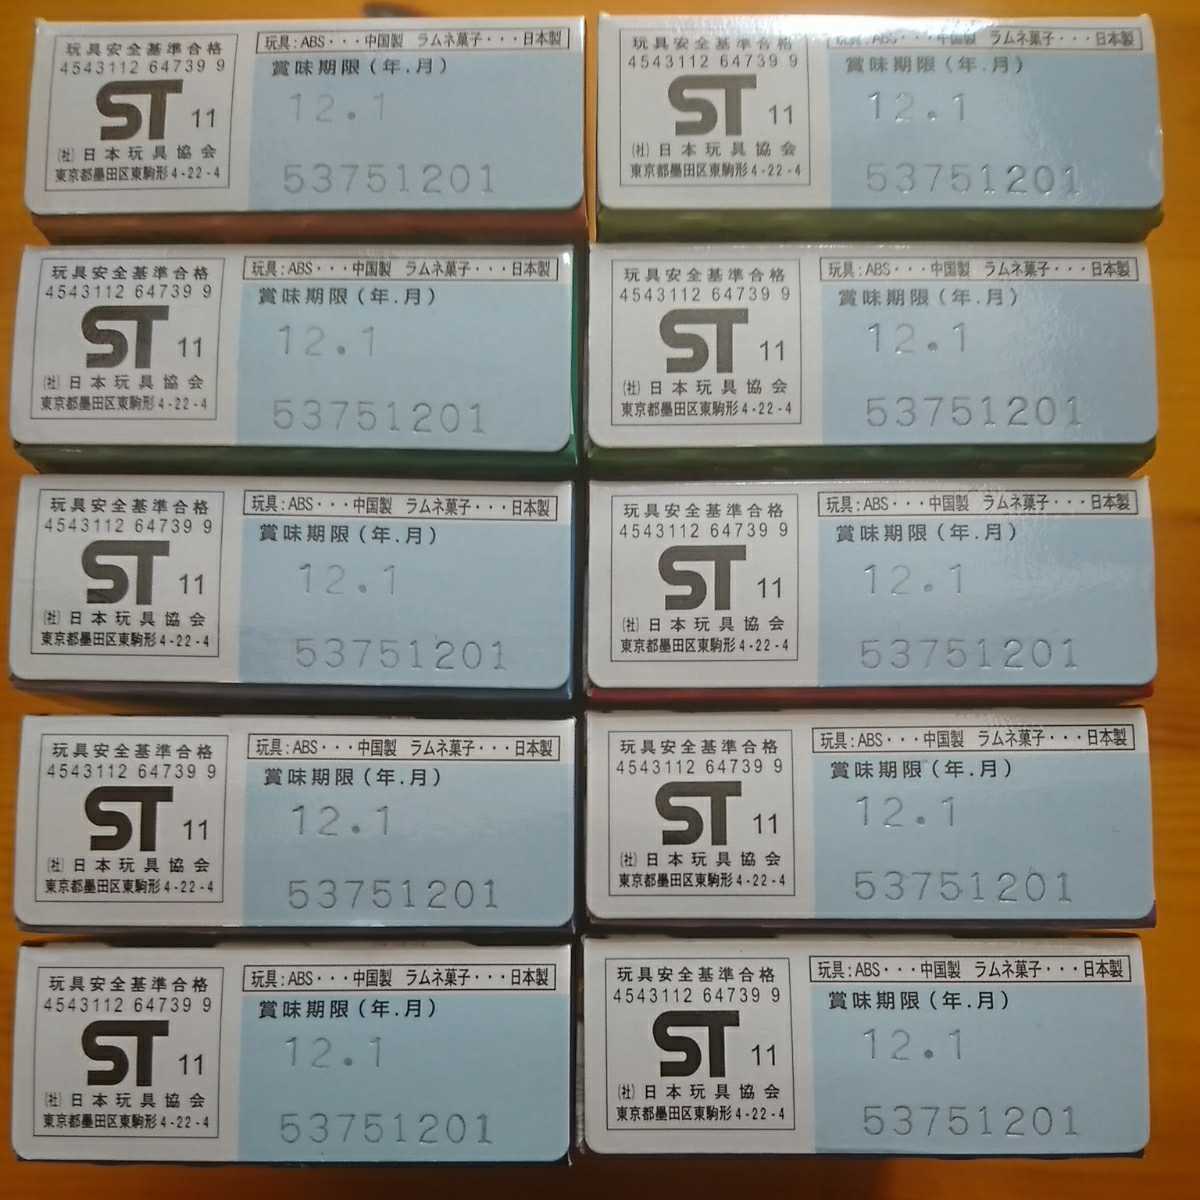 玩具安全基準合格
4543112 64739 9
ST 11
㈳日本玩具協会
東京都墨田区東駒形4-22-4
玩具:ABS・・・中国製 ラムネ菓子・・・日本製
賞味期限(年.月)
12.1
53751201
玩具安全基準合格
4543112 64739 9
ST 11
㈳日本玩具協会
東京都墨田区東駒形4-22-4
玩具:ABS・・・中国製 ラムネ菓子・・・日本製
賞味期限(年.月)
12.1
53751201
玩具安全基準合格
4543112 64739 9
ST 11
㈳日本玩具協会
東京都墨田区東駒形4-22-4
玩具:ABS・・・中国製 ラムネ菓子・・・日本製
賞味期限(年.月)
12.1
53751201
玩具安全基準合格
4543112 64739 9
ST 11
㈳日本玩具協会
東京都墨田区東駒形4-22-4
玩具:ABS・・・中国製 ラムネ菓子・・・日本製
賞味期限(年.月)
12.1
53751201
玩具安全基準合格
4543112 64739 9
ST 11
㈳日本玩具協会
東京都墨田区東駒形4-22-4
玩具:ABS・・・中国製 ラムネ菓子・・・日本製
賞味期限(年.月)
12.1
53751201
玩具安全基準合格
4543112 64739 9
ST 11
㈳日本玩具協会
東京都墨田区東駒形4-22-4
玩具:ABS・・・中国製 ラムネ菓子・・・日本製
賞味期限(年.月)
12.1
53751201
玩具安全基準合格
4543112 64739 9
ST 11
㈳日本玩具協会
東京都墨田区東駒形4-22-4
玩具:ABS・・・中国製 ラムネ菓子・・・日本製
賞味期限(年.月)
12.1
53751201
玩具安全基準合格
4543112 64739 9
ST 11
㈳日本玩具協会
東京都墨田区東駒形4-22-4
玩具:ABS・・・中国製 ラムネ菓子・・・日本製
賞味期限(年.月)
12.1
53751201
玩具安全基準合格
4543112 64739 9
ST 11
㈳日本玩具協会
東京都墨田区東駒形4-22-4
玩具:ABS・・・中国製 ラムネ菓子・・・日本製
賞味期限(年.月)
12.1
53751201
玩具安全基準合格
4543112 64739 9
ST 11
㈳日本玩具協会
東京都墨田区東駒形4-22-4
玩具:ABS・・・中国製 ラムネ菓子・・・日本製
賞味期限(年.月)
12.1
53751201